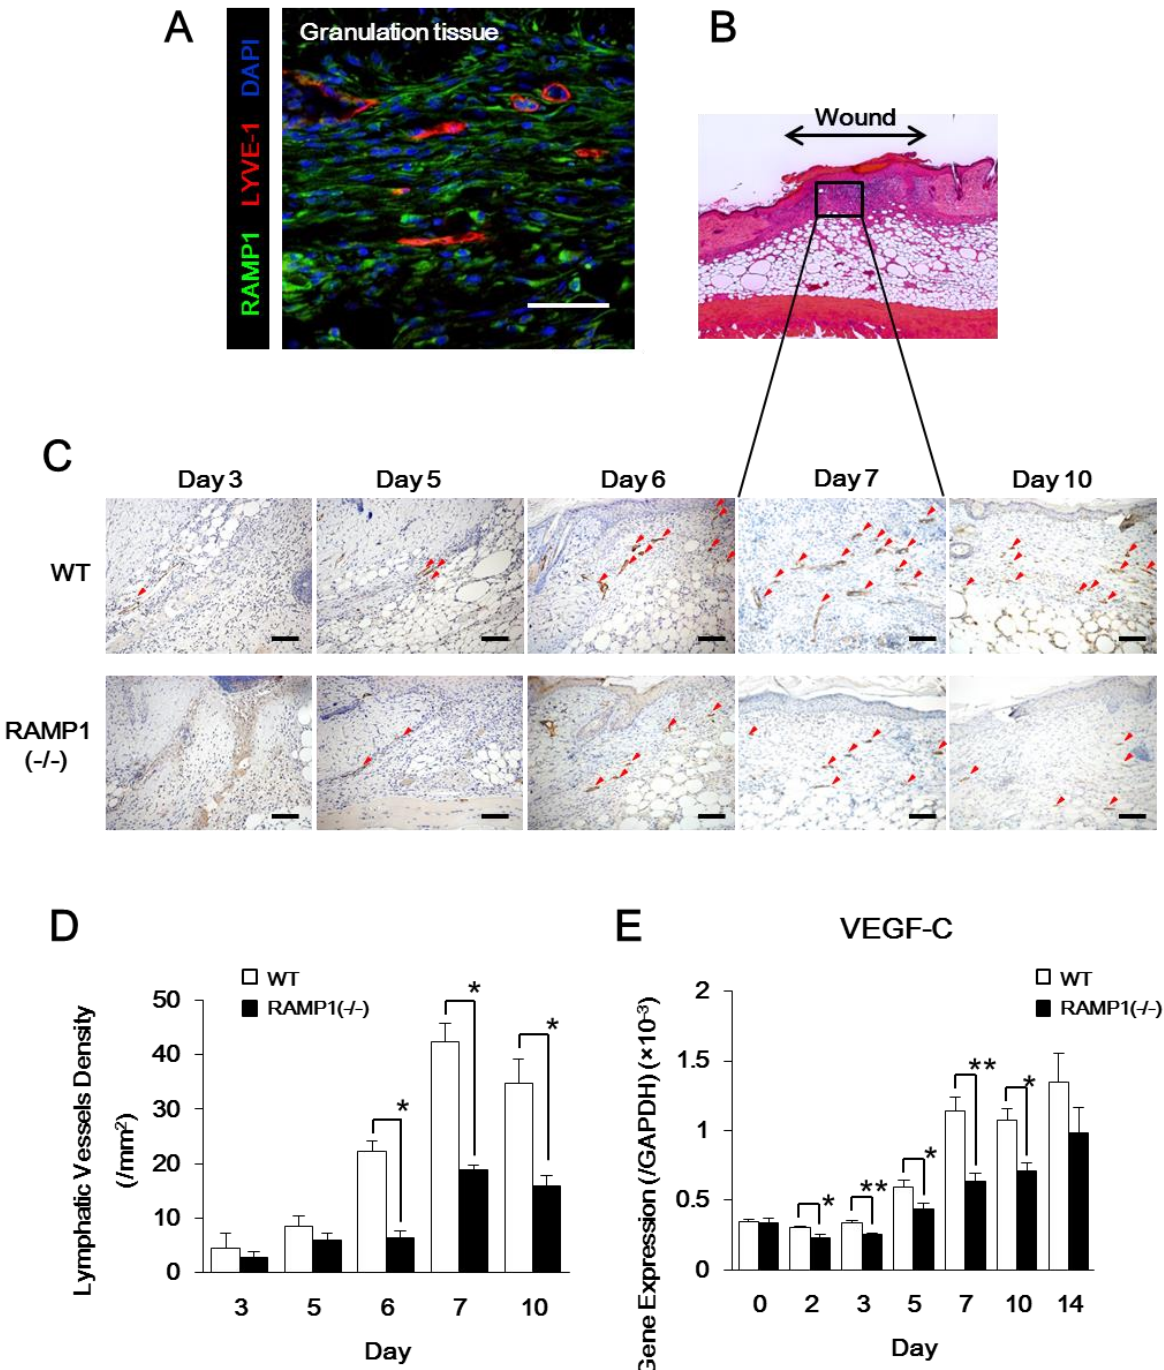 A
B
RAMP1 LYVE-1 DAPI
Granulation tissue
Wound
C
Day 3
Day 5
Day 6
Day 7
Day 10
WT
RAMP1
(-/-)
D
WT
RAMP1(-/-)
Lymphatic Vessels Density
(/mm²)
50
40
30
20
10
0
*
*
*
3
5
6
7
10
Day
E
VEGF-C
WT
RAMP1(-/-)
Gene Expression (/GAPDH) (×10⁻³)
2
1.5
1
0.5
0
*
**
*
**
*
0
2
3
5
7
10
14
Day